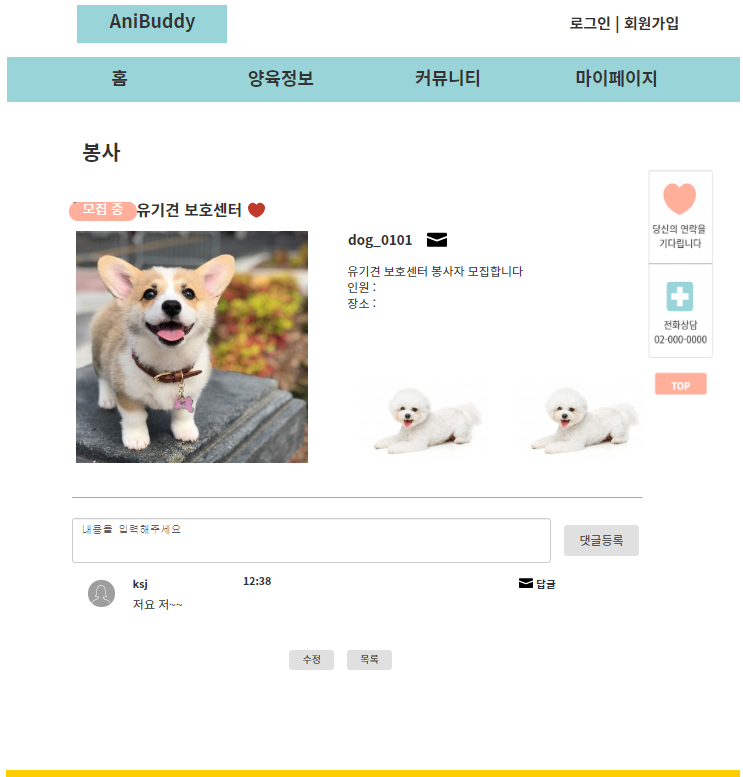 AniBuddy
로그인 | 회원가입
홈 양육정보 커뮤니티 마이페이지
봉사
모집 중 유기견 보호센터
dog_0101
유기견 보호센터 봉사자 모집합니다
인원 :
장소 :
당신의 연락을
기다립니다
전화상담
02-000-0000
TOP
내용을 입력해주세요
댓글등록
ksj 12:38 답글
저요 저~~
수정 목록